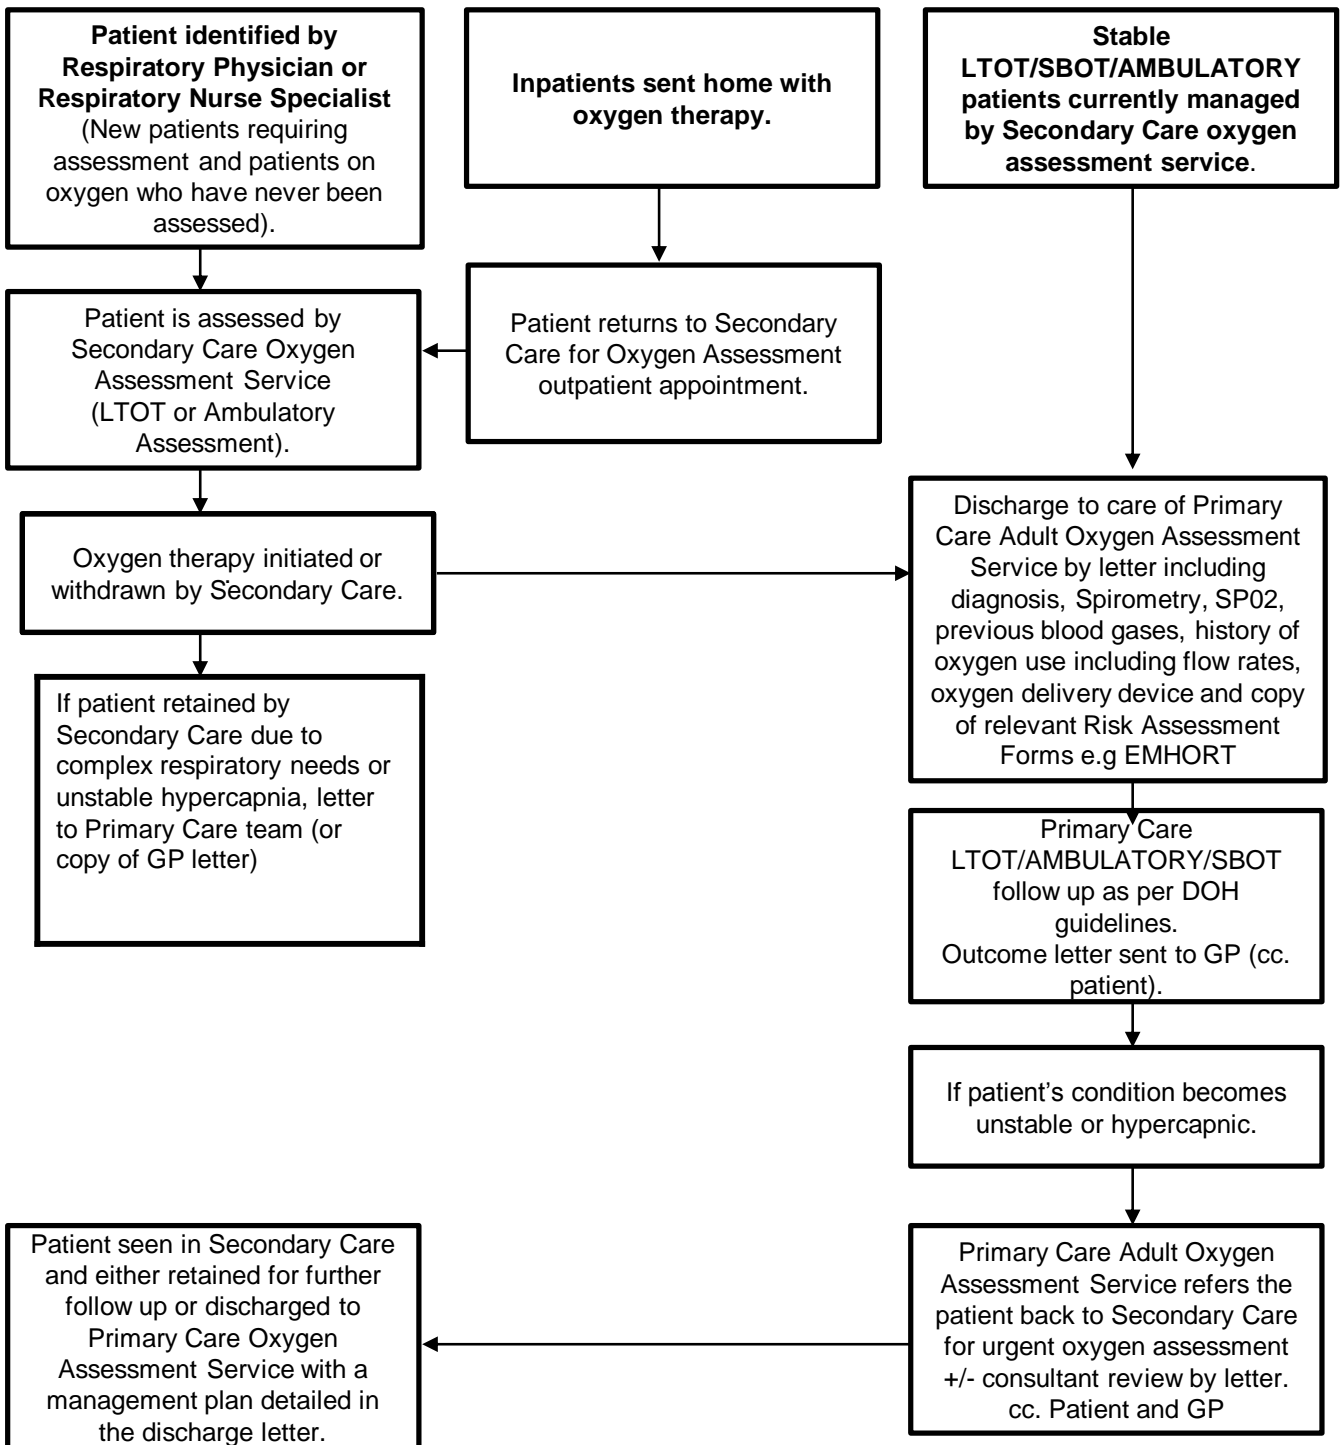 Patient identified by
Respiratory Physician or
Respiratory Nurse Specialist
(New patients requiring
assessment and patients on
oxygen who have never been
assessed).
Inpatients sent home with
oxygen therapy.
Stable
LTOT/SBOT/AMBULATORY
patients currently managed
by Secondary Care oxygen
assessment service.
Patient is assessed by
Secondary Care Oxygen
Assessment Service
(LTOT or Ambulatory
Assessment).
Patient returns to Secondary
Care for Oxygen Assessment
outpatient appointment.
Oxygen therapy initiated or
withdrawn by Secondary Care.
Discharge to care of Primary
Care Adult Oxygen Assessment
Service by letter including
diagnosis, Spirometry, SP02,
previous blood gases, history of
oxygen use including flow rates,
oxygen delivery device and copy
of relevant Risk Assessment
Forms e.g EMHORT
If patient retained by
Secondary Care due to
complex respiratory needs or
unstable hypercapnia, letter
to Primary Care team (or
copy of GP letter)
Primary Care
LTOT/AMBULATORY/SBOT
follow up as per DOH
guidelines.
Outcome letter sent to GP (cc.
patient).
If patient’s condition becomes
unstable or hypercapnic.
Primary Care Adult Oxygen
Assessment Service refers the
patient back to Secondary Care
for urgent oxygen assessment
+/- consultant review by letter.
cc. Patient and GP
Patient seen in Secondary Care
and either retained for further
follow up or discharged to
Primary Care Oxygen
Assessment Service with a
management plan detailed in
the discharge letter.